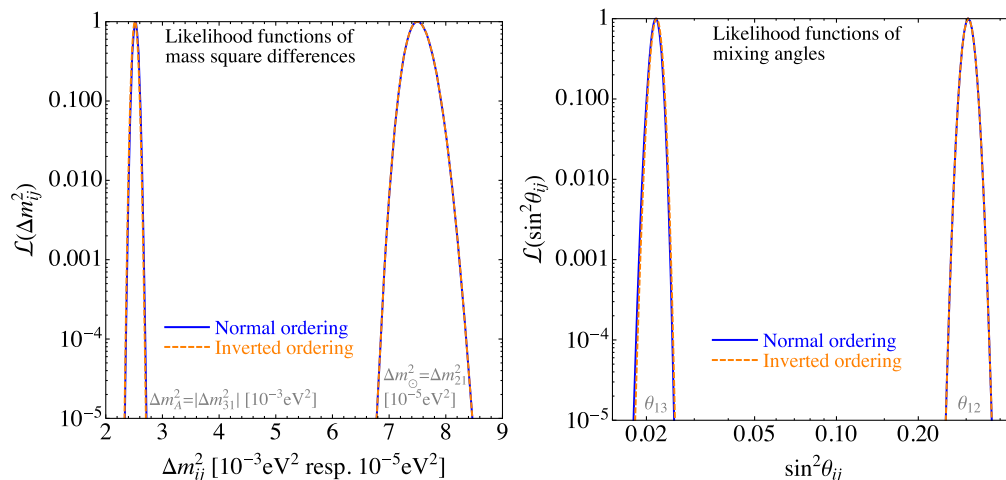 Likelihood functions of
mass square differences
1
0.100
0.010
0.001
10⁻⁴
10⁻⁵
ℒ(Δm²ᵢⱼ)
Normal ordering
Inverted ordering
Δm²_A=|Δm²₃₁| [10⁻³eV²]
Δm²_⊙=Δm²₂₁
[10⁻⁵eV²]
2 3 4 5 6 7 8 9
Δm²ᵢⱼ [10⁻³eV² resp. 10⁻⁵eV²]
Likelihood functions of
mixing angles
1
0.100
0.010
0.001
10⁻⁴
10⁻⁵
ℒ(sin²θᵢⱼ)
Normal ordering
Inverted ordering
θ₁₃ θ₁₂
0.02 0.05 0.10 0.20
sin²θᵢⱼ